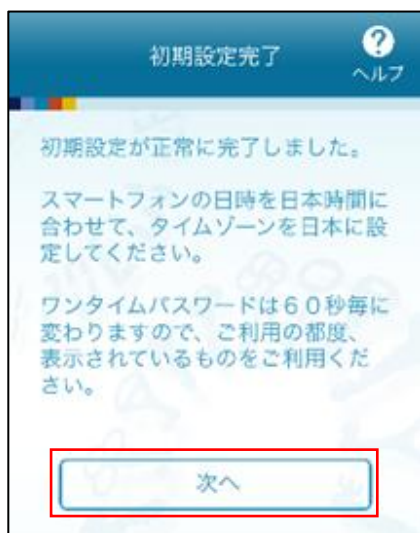 初期設定完了
?
ヘルプ
初期設定が正常に完了しました。
スマートフォンの日時を日本時間に
合わせて、タイムゾーンを日本に設
定してください。
ワンタイムパスワードは６０秒毎に
変わりますので、ご利用の都度、
表示されているものをご利用くだ
さい。
次へ